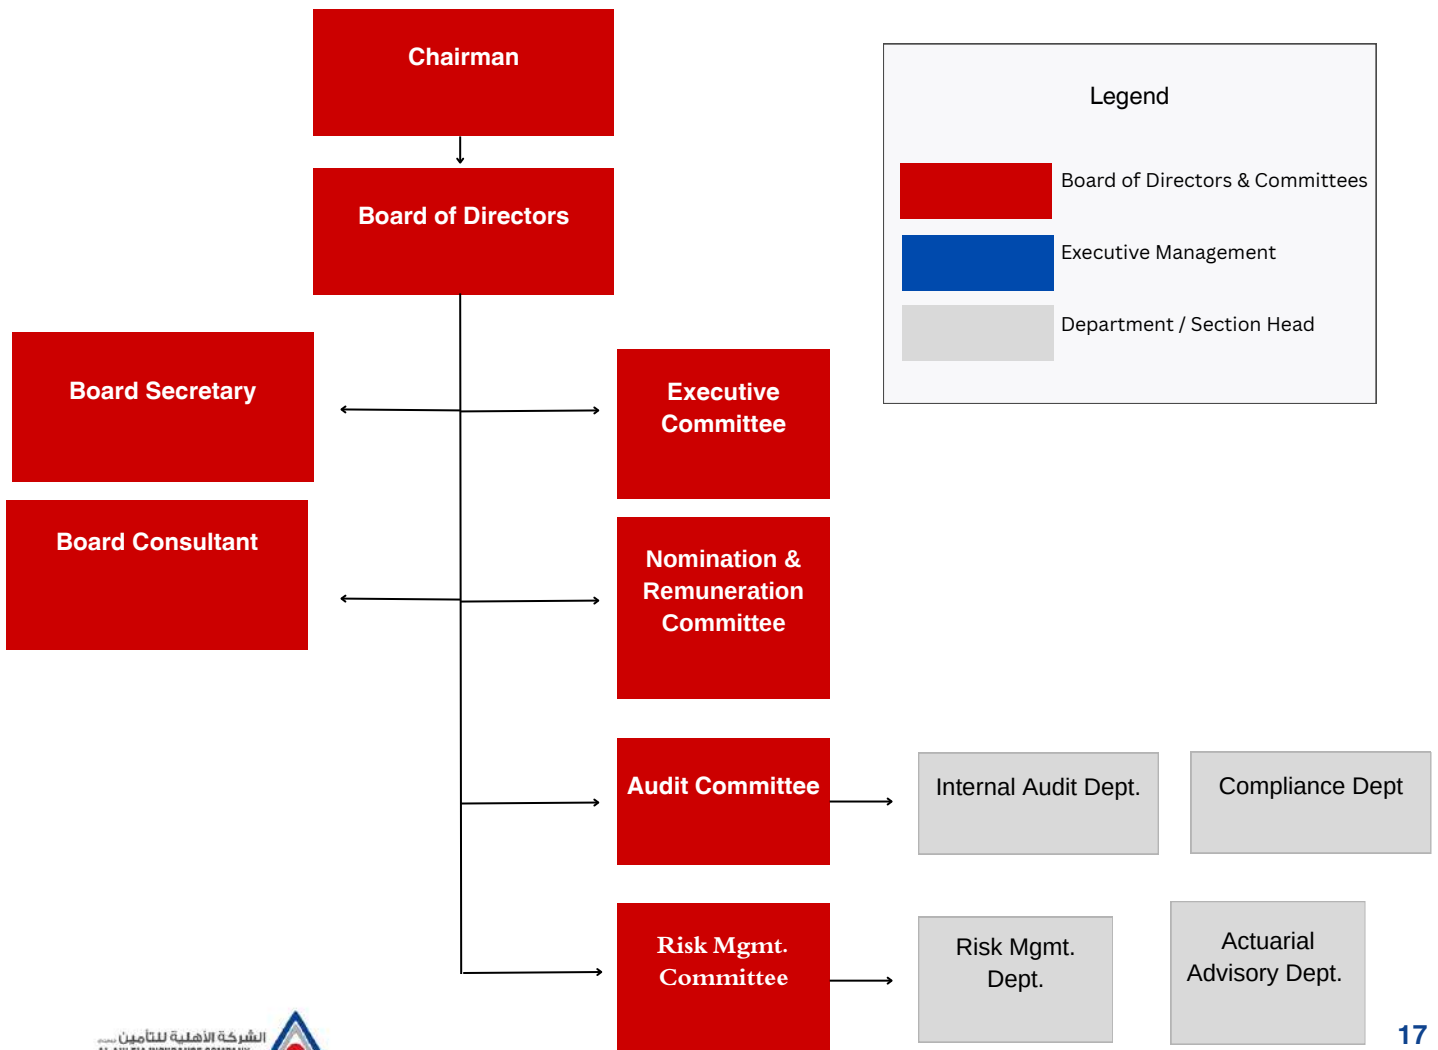 Chairman
Legend
Board of Directors & Committees
Board of Directors
Executive Management
Department / Section Head
Board Secretary
Executive
Committee
Board Consultant
Nomination &
Remuneration
Committee
Audit Committee
Internal Audit Dept.
Compliance Dept
Risk Mgmt.
Committee
Risk Mgmt.
Dept.
Actuarial
Advisory Dept.
الشركة الأهلية للتأمين
17